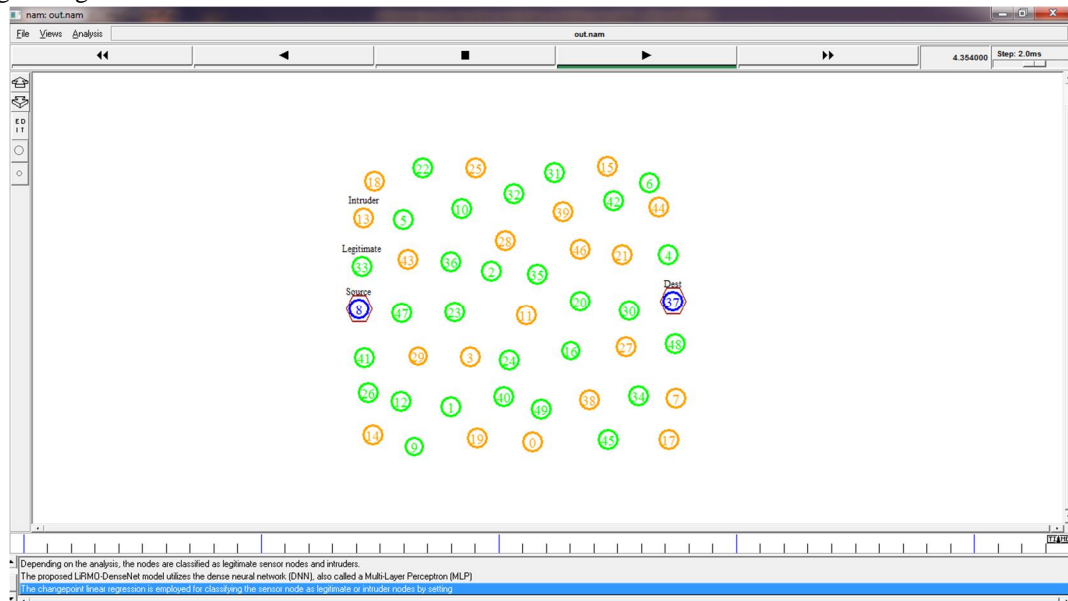 nam: out.nam
File Views Analysis out.nam
4.354000 Step: 2.0ms
E D
I T
22 25 31 15
18 6
32 42
Intruder 10 39 44
13 5
28
Legitimate 43 36 46 21 4
33 2 35
Source Dest
8 47 23 11 20 30 37
41 29 3 24 16 27 48
26 12 1 40 49 38 34 7
14 9 19 0 45 17
Depending on the analysis, the nodes are classified as legitimate sensor nodes and intruders.
The proposed LiRMO-DenseNet model utilizes the dense neural network (DNN), also called a Multi-Layer Perceptron (MLP)
The changepoint linear regression is employed for classifying the sensor node as legitimate or intruder nodes by setting